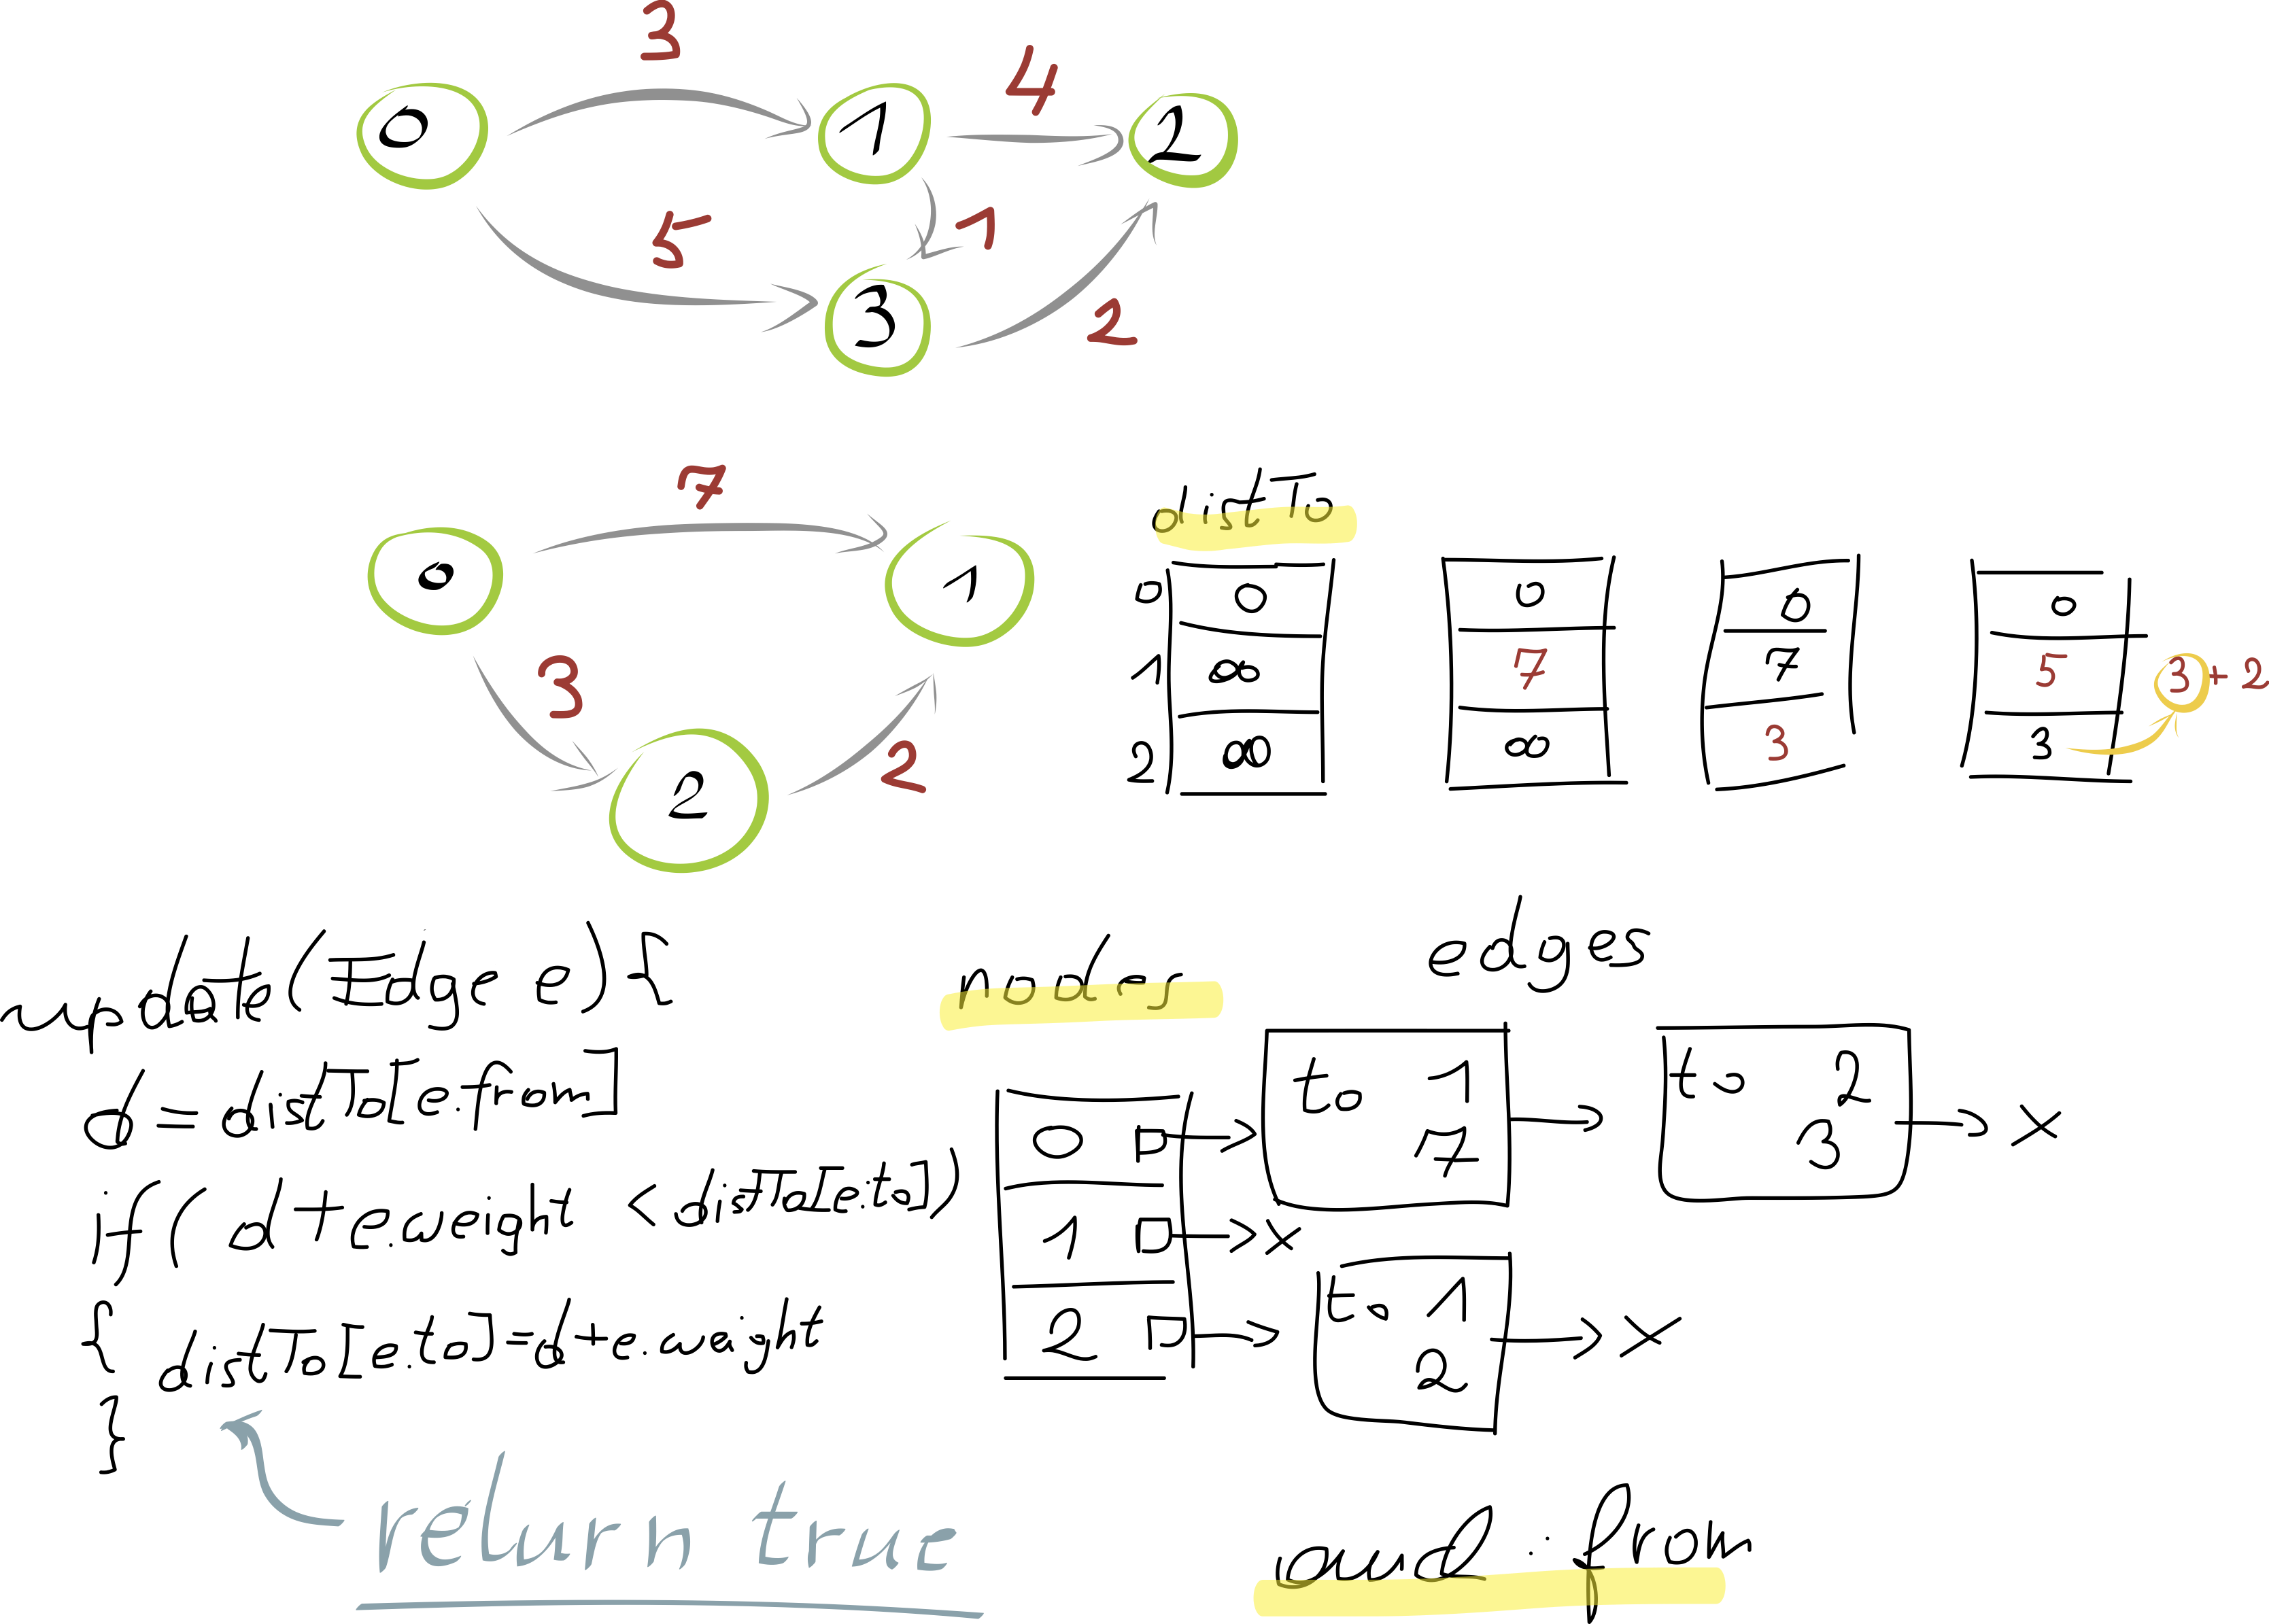 3
4
0
1
2
5
1
3
2
7
distTo
0
1
3
2
2
0 0
1 ∞
2 ∞
0
7
∞
0
7
3
0
5
3
3 + 2
update(Edge e) {
d = distTo[e.from]
if (d + e.weight < distTo[e.to])
{
distTo[e.to] = d + e.weight
}
return true
nodes
edges
0
to 1
7
to 2
3
x
1
x
2
to 1
2
x
and : from